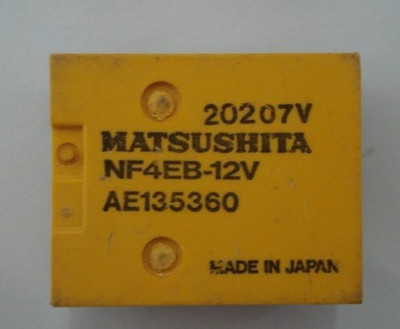 20207V
MATSUSHITA
NF4EB-12V
AE135360
MADE IN JAPAN